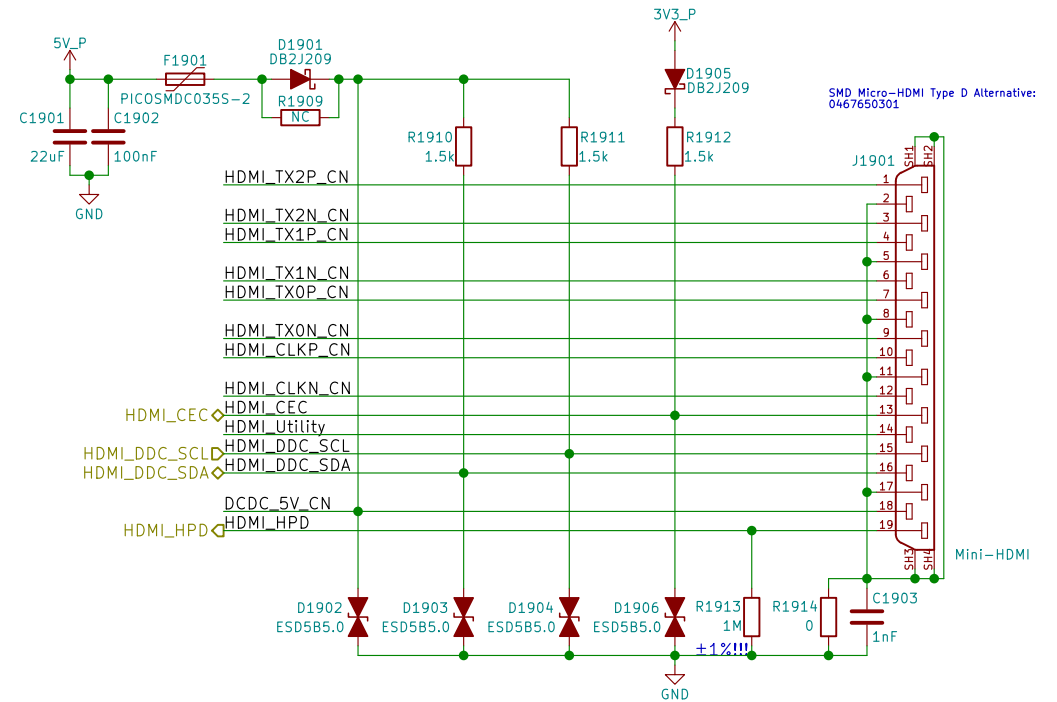 3V3_P
5V_P
D1901
DB2J209
F1901
PICOSMDC035S-2
R1909
NC
D1905
DB2J209
SMD Micro-HDMI Type D Alternative:
0467650301
C1901
22uF
C1902
100nF
GND
R1910
1.5k
R1911
1.5k
R1912
1.5k
J1901
SH1
SH2
HDMI_TX2P_CN
1
2
HDMI_TX2N_CN
3
HDMI_TX1P_CN
4
5
HDMI_TX1N_CN
6
HDMI_TX0P_CN
7
8
HDMI_TX0N_CN
9
HDMI_CLKP_CN
10
11
HDMI_CLKN_CN
12
HDMI_CEC
HDMI_CEC
13
HDMI_Utility
14
HDMI_DDC_SCL
HDMI_DDC_SCL
15
HDMI_DDC_SDA
HDMI_DDC_SDA
16
17
DCDC_5V_CN
18
HDMI_HPD
HDMI_HPD
19
SH3
SH4
Mini-HDMI
D1902
ESD5B5.0
D1903
ESD5B5.0
D1904
ESD5B5.0
D1906
ESD5B5.0
R1913
1M
±1%!!!
R1914
0
C1903
1nF
GND